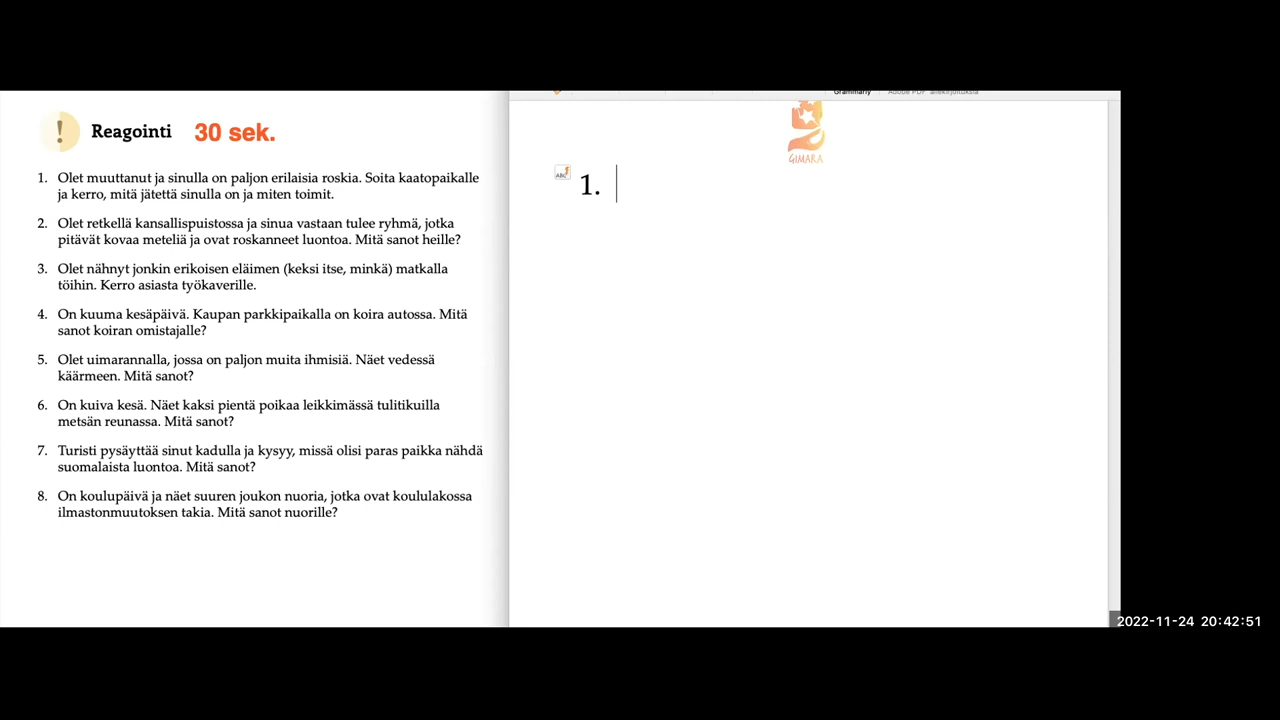 Grammarly
Adobe PDF -allekirjoituksia
! Reagointi 30 sek.
1. Olet muuttanut ja sinulla on paljon erilaisia roskia. Soita kaatopaikalle
ja kerro, mitä jätettä sinulla on ja miten toimit.
2. Olet retkellä kansallispuistossa ja sinua vastaan tulee ryhmä, jotka
pitävät kovaa meteliä ja ovat roskanneet luontoa. Mitä sanot heille?
3. Olet nähnyt jonkin erikoisen eläimen (keksi itse, minkä) matkalla
töihin. Kerro asiasta työkaverille.
4. On kuuma kesäpäivä. Kaupan parkkipaikalla on koira autossa. Mitä
sanot koiran omistajalle?
5. Olet uimarannalla, jossa on paljon muita ihmisiä. Näet vedessä
käärmeen. Mitä sanot?
6. On kuiva kesä. Näet kaksi pientä poikaa leikkimässä tulitikuilla
metsän reunassa. Mitä sanot?
7. Turisti pysäyttää sinut kadulla ja kysyy, missä olisi paras paikka nähdä
suomalaista luontoa. Mitä sanot?
8. On koulupäivä ja näet suuren joukon nuoria, jotka ovat koululakossa
ilmastonmuutoksen takia. Mitä sanot nuorille?
GIMARA
ABC
1.
2022-11-24 20:42:51